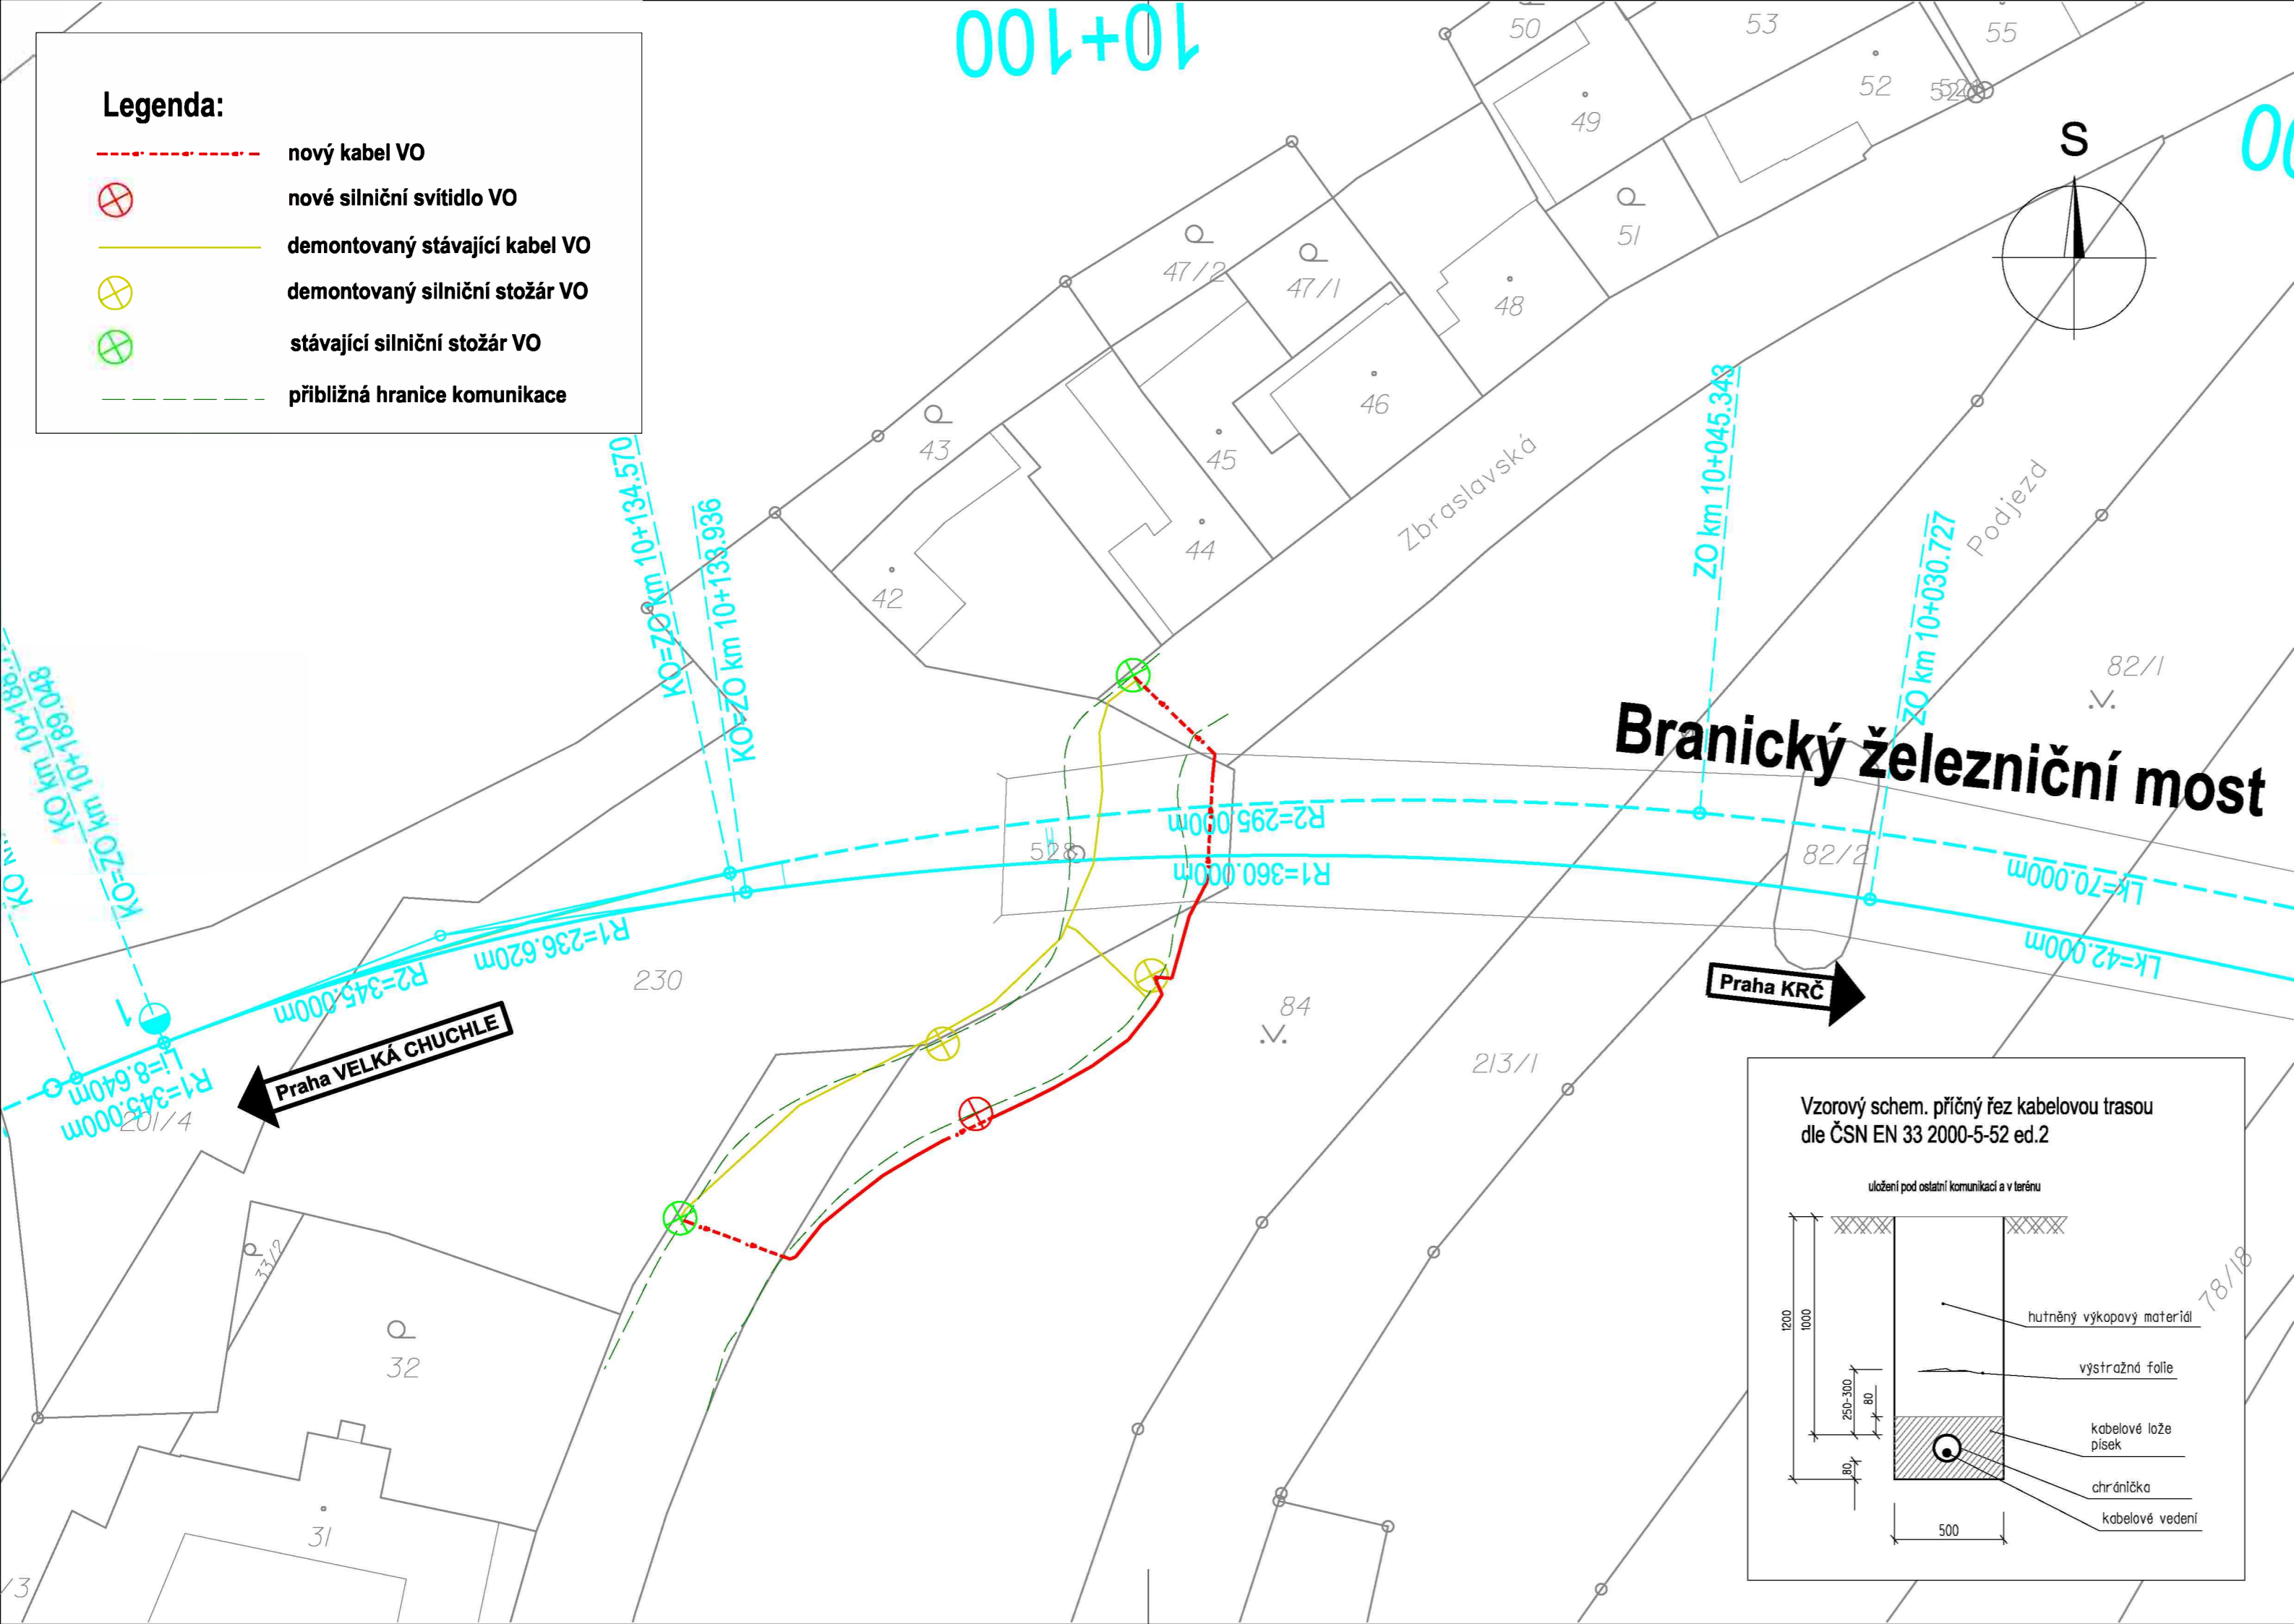 Legenda:
nový kabel VO
nové silniční svítidlo VO
demontovaný stávající kabel VO
demontovaný silniční stožár VO
stávající silniční stožár VO
přibližná hranice komunikace
10+100
50
53
55
52
49
51
S
47/2
47/1
48
46
43
45
44
42
Zbraslavská
Podjezd
KO=ZO km 10+134.570
KO=ZO km 10+133.936
ZO km 10+045.343
ZO km 10+030.727
82/1
Branický železniční most
KO=ZO km 10+189.048
R2=295.000m
R1=360.000m
528
82/2
Lk=70.000m
Lk=42.000m
R1=236.620m
R2=345.000m
230
1
Praha VELKÁ CHUCHLE
Praha KRČ
84
213/1
Li=8.640m
R1=345.000m
201/4
33/2
32
31
/3
78/18
Vzorový schem. příčný řez kabelovou trasou
dle ČSN EN 33 2000-5-52 ed.2
uložení pod ostatní komunikací a v terénu
1200
1000
250-300
80
80
500
hutněný výkopový materiál
výstražná folie
kabelové lože
písek
chránička
kabelové vedení